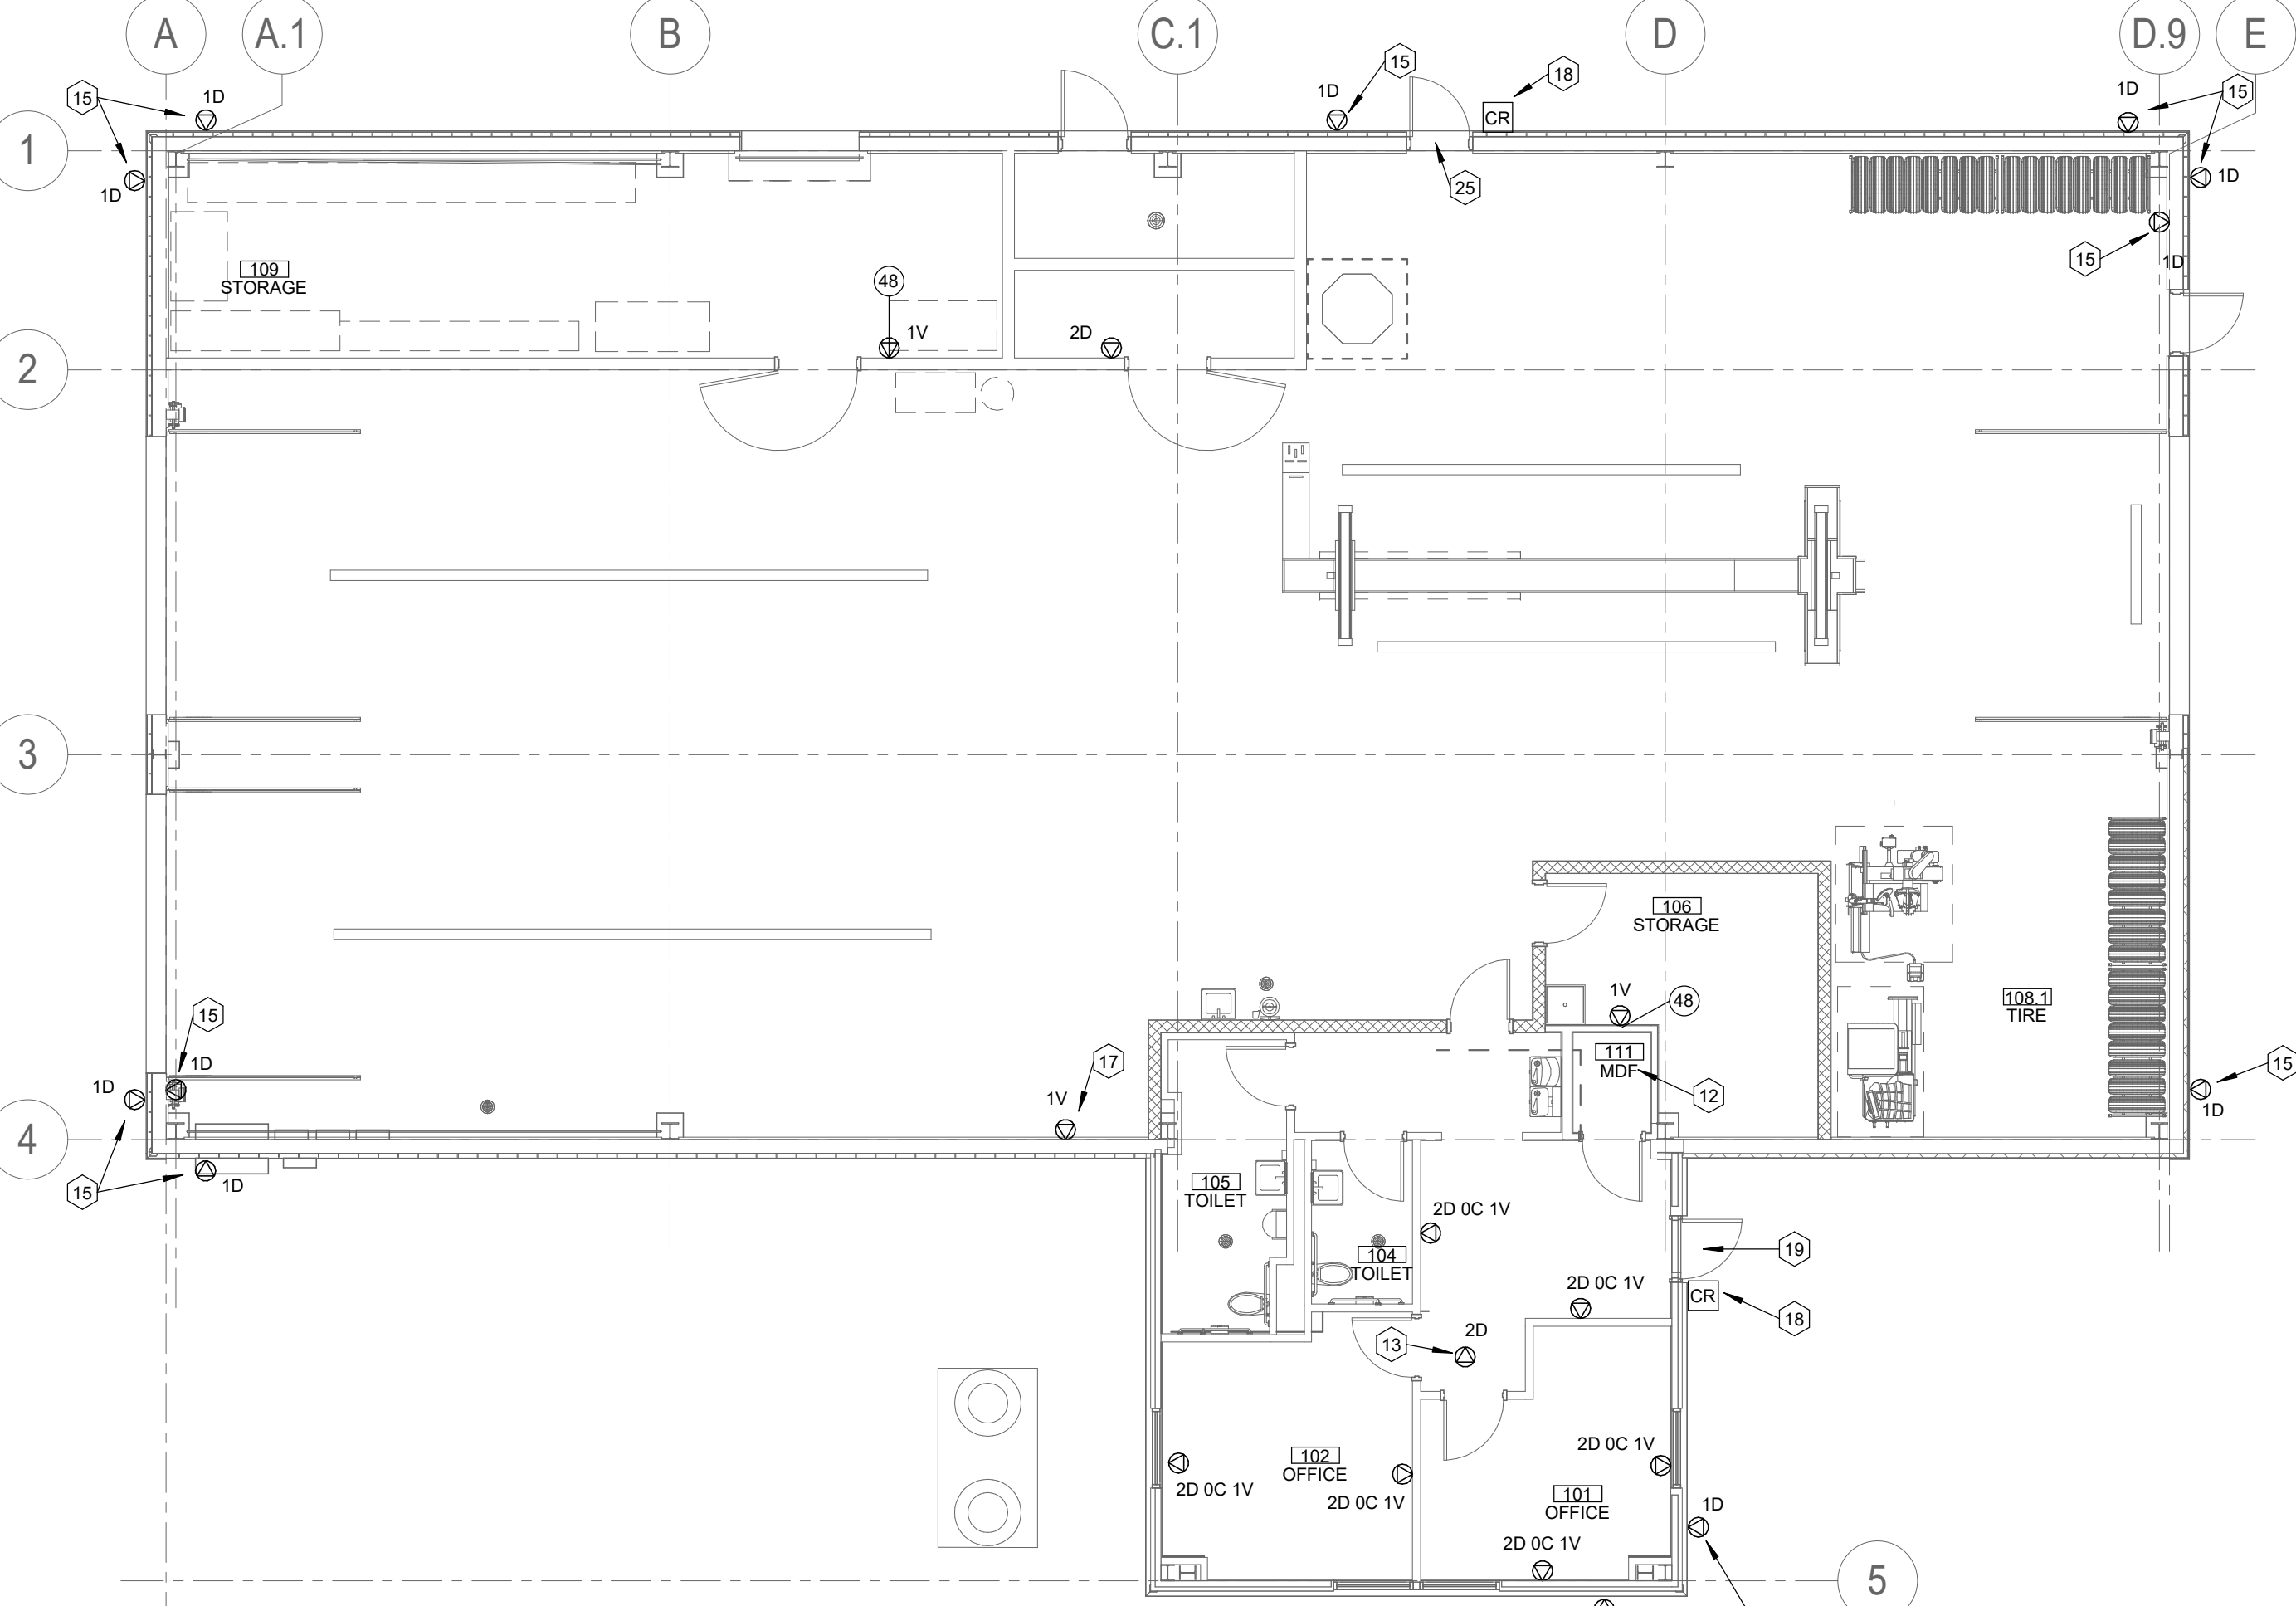 A A.1 B C.1 D D.9 E
15 1D 1D 15 18 1D 15
CR
1
1D 25 1D
15 1D
109
STORAGE
48
1V 2D
2
3
106
STORAGE
1V 48
108.1
TIRE
15
1D
1D
17
1V
111
MDF
12
15
1D
4
15
1D
105
TOILET
2D 0C 1V
104
TOILET
19
2D 0C 1V
CR
18
13
2D
2D 0C 1V
102
OFFICE
2D 0C 1V
2D 0C 1V
101
OFFICE
1D
2D 0C 1V
5